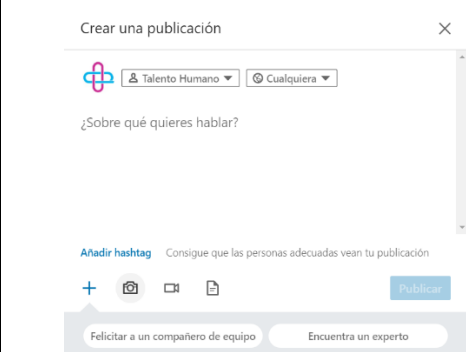 Crear una publicación
Talento Humano
Cualquiera
¿Sobre qué quieres hablar?
Añadir hashtag Consigue que las personas adecuadas vean tu publicación
Publicar
Felicitar a un compañero de equipo Encuentra un experto